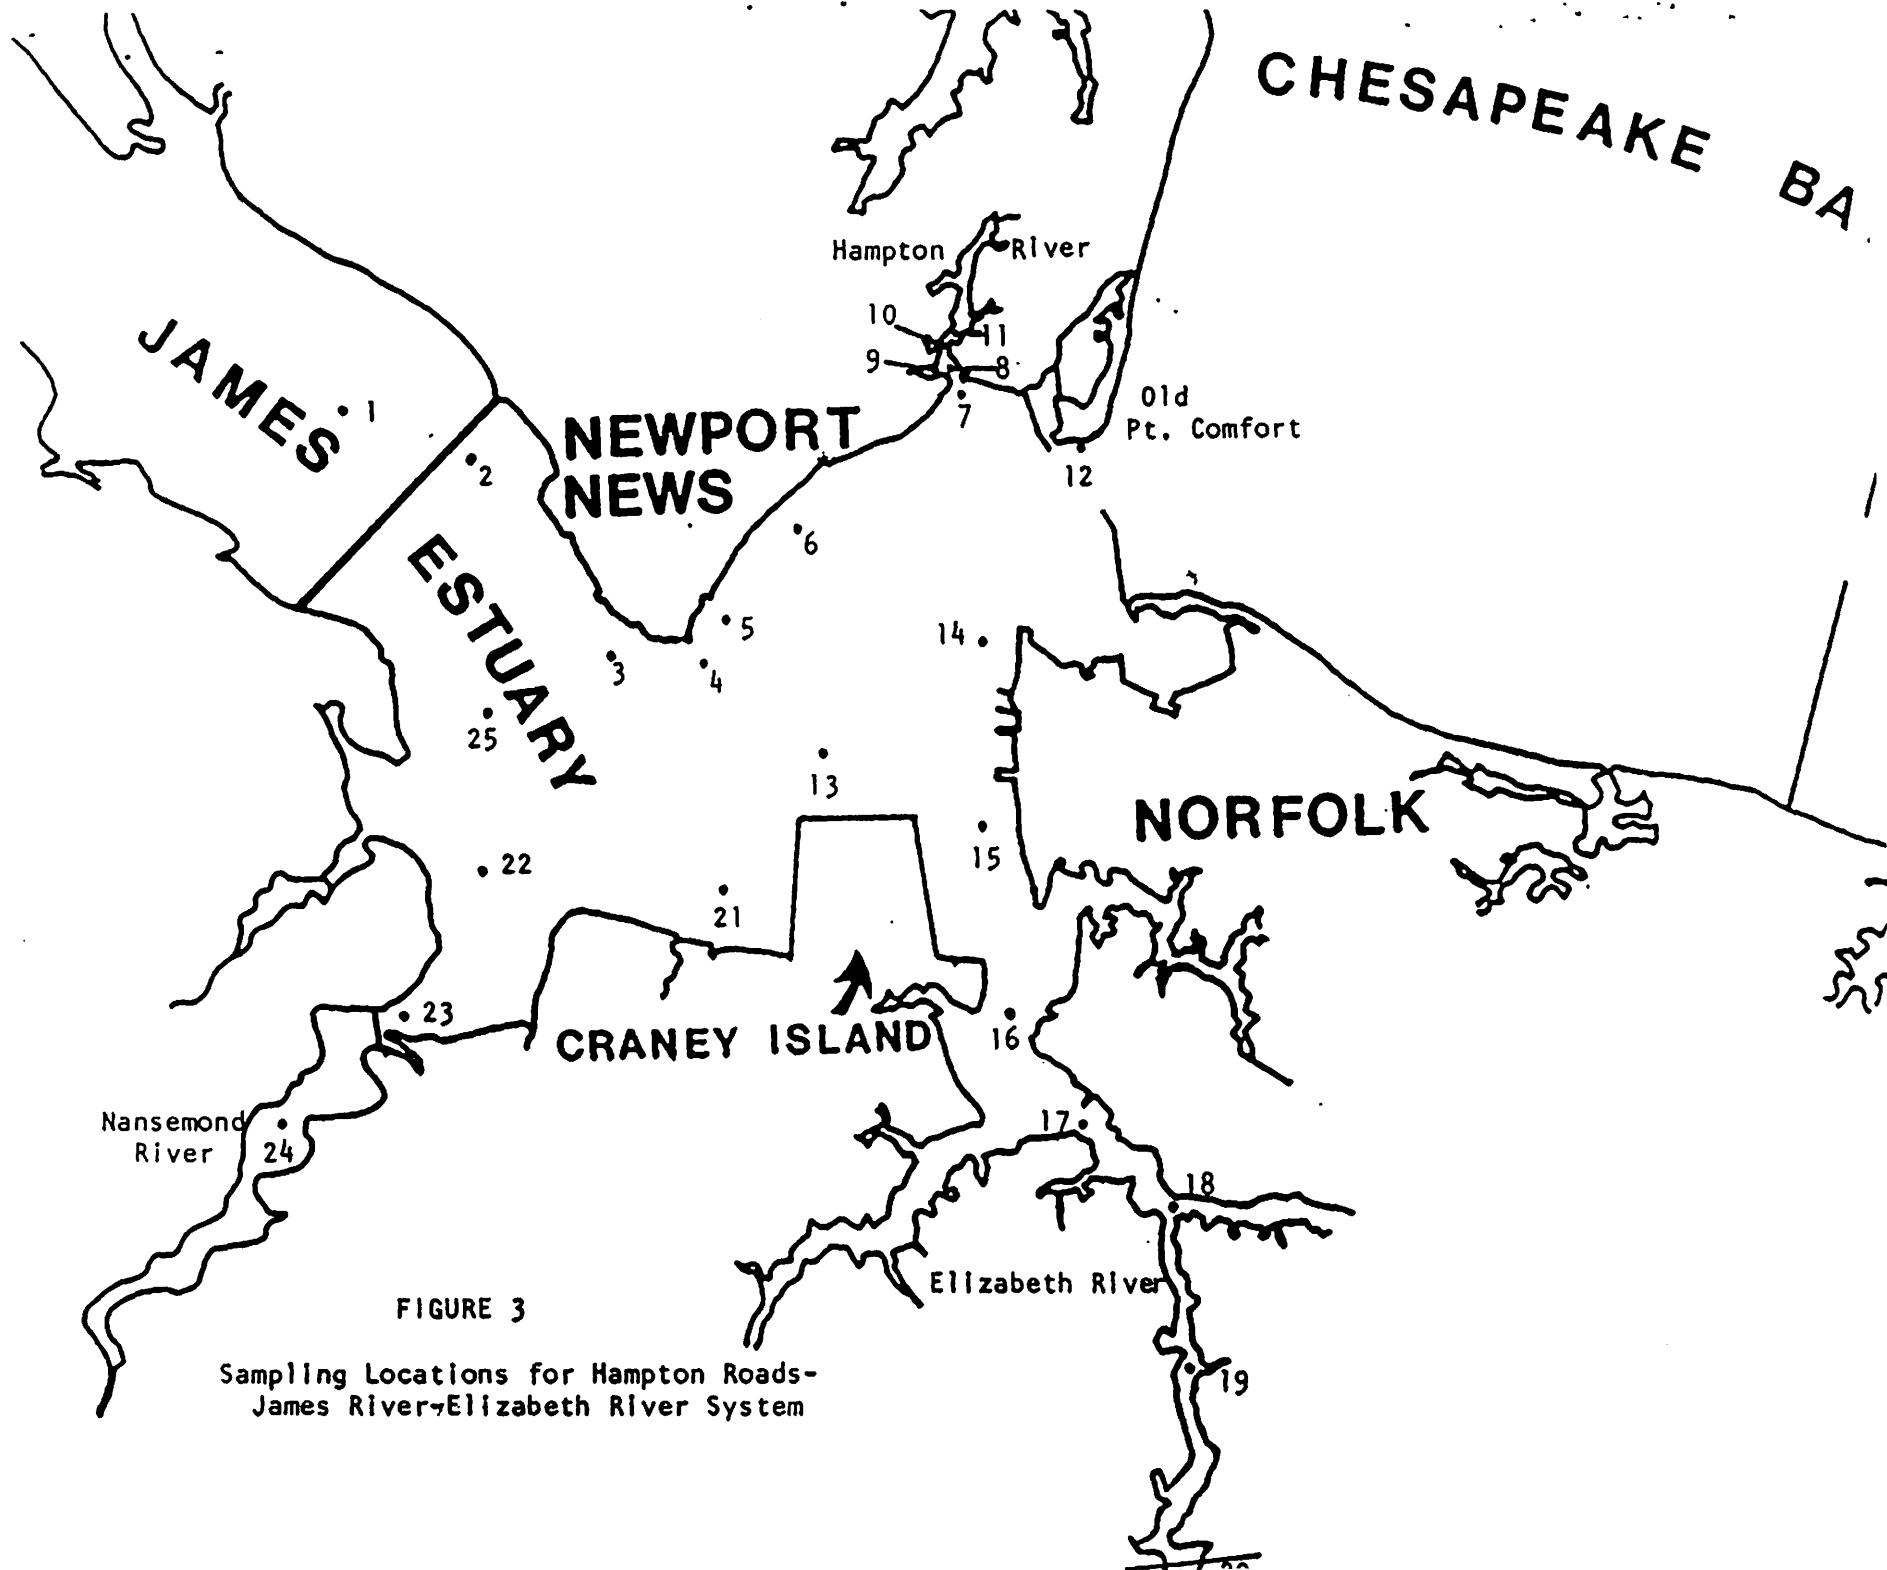 CHESAPEAKE BA
Hampton River
10
11
9
8
JAMES
1
7
Old
Pt. Comfort
NEWPORT
2
12
NEWS
6
ESTUARY
5
14
3
4
25
13
NORFOLK
15
22
21
23
CRANEY ISLAND
16
Nansemond
River
24
17
18
Elizabeth River
FIGURE 3
Sampling Locations for Hampton Roads-
James River-Elizabeth River System
19